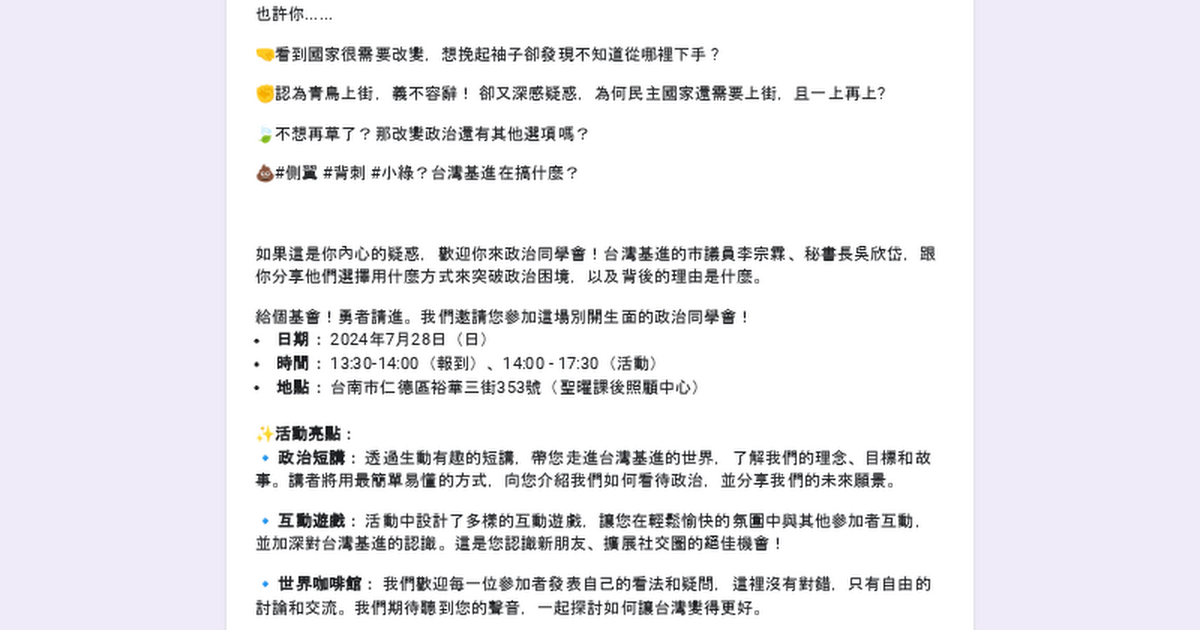 也許你……
🤜看到國家很需要改變，想挽起袖子卻發現不知道從哪裡下手？
✊認為青鳥上街，義不容辭！ 卻又深感疑惑，為何民主國家還需要上街，且一上再上?
🍃不想再草了？那改變政治還有其他選項嗎？
💩#側翼 #背刺 #小綠？台灣基進在搞什麼？
如果這是你內心的疑惑，歡迎你來政治同學會！台灣基進的市議員李宗霖、秘書長吳欣岱，跟
你分享他們選擇用什麼方式來突破政治困境，以及背後的理由是什麼。
給個基會！勇者請進。我們邀請您參加這場別開生面的政治同學會！
• 日期： 2024年7月28日（日）
• 時間： 13:30-14:00（報到）、14:00 - 17:30（活動）
• 地點： 台南市仁德區裕華三街353號（聖曜課後照顧中心）
✨活動亮點：
🔹 政治短講： 透過生動有趣的短講，帶您走進台灣基進的世界，了解我們的理念、目標和故
事。講者將用最簡單易懂的方式，向您介紹我們如何看待政治，並分享我們的未來願景。
🔹 互動遊戲： 活動中設計了多樣的互動遊戲，讓您在輕鬆愉快的氛圍中與其他參加者互動，
並加深對台灣基進的認識。這是您認識新朋友、擴展社交圈的絕佳機會！
🔹 世界咖啡館： 我們歡迎每一位參加者發表自己的看法和疑問，這裡沒有對錯，只有自由的
討論和交流。我們期待聽到您的聲音，一起探討如何讓台灣變得更好。